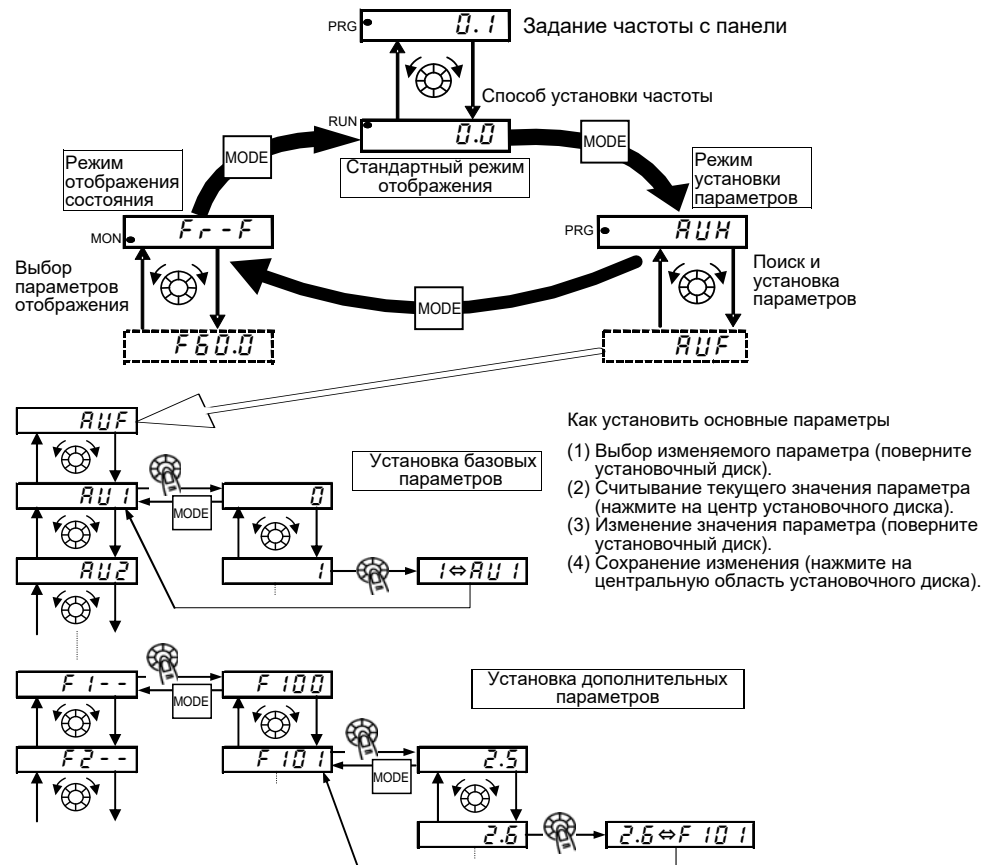 PRG 0.1 Задание частоты с панели
Способ установки частоты
RUN 0.0
MODE
MODE
Стандартный режим
отображения
Режим
отображения
состояния
Режим
установки
параметров
MON Fr-F
PRG AUH
Выбор
параметров
отображения
Поиск и
установка
параметров
MODE
F60.0
AUF
AUF
Как установить основные параметры
(1) Выбор изменяемого параметра (поверните
установочный диск).
(2) Считывание текущего значения параметра
(нажмите на центр установочного диска).
(3) Изменение значения параметра (поверните
установочный диск).
(4) Сохранение изменения (нажмите на
центральную область установочного диска).
Установка базовых
параметров
AU1
MODE
0
AU2
1
1⇔AU1
Установка дополнительных
параметров
F1--
MODE
F100
F2--
F101
MODE
2.5
2.6
2.6⇔F101